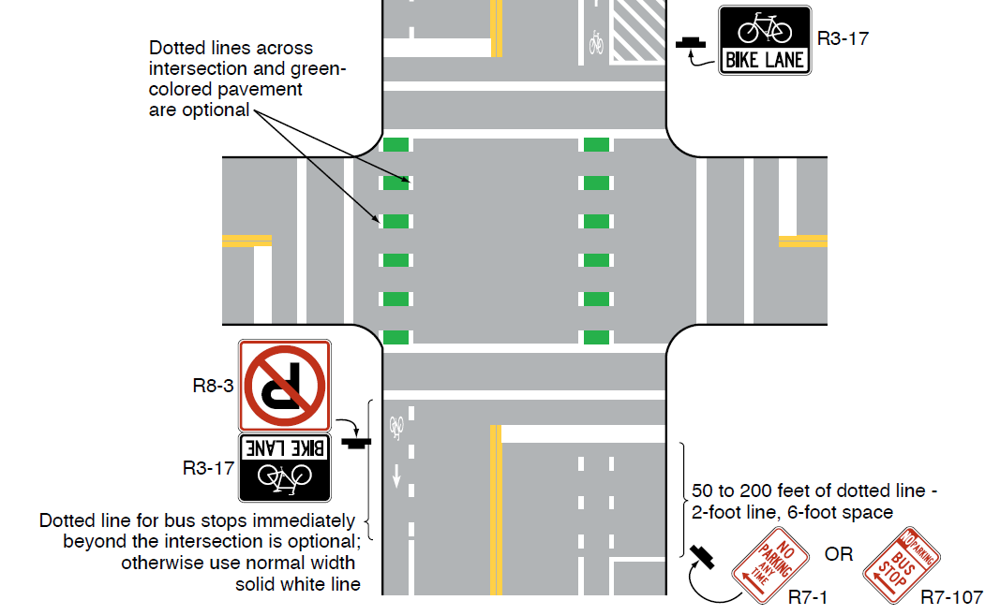 Dotted lines across
intersection and green-
colored pavement
are optional
BIKE LANE
R3-17
R8-3
P
R3-17
BIKE LANE
Dotted line for bus stops immediately
beyond the intersection is optional;
otherwise use normal width
solid white line
50 to 200 feet of dotted line -
2-foot line, 6-foot space
NO
PARKING
ANY
TIME
R7-1
OR
NO PARKING
BUS
STOP
R7-107